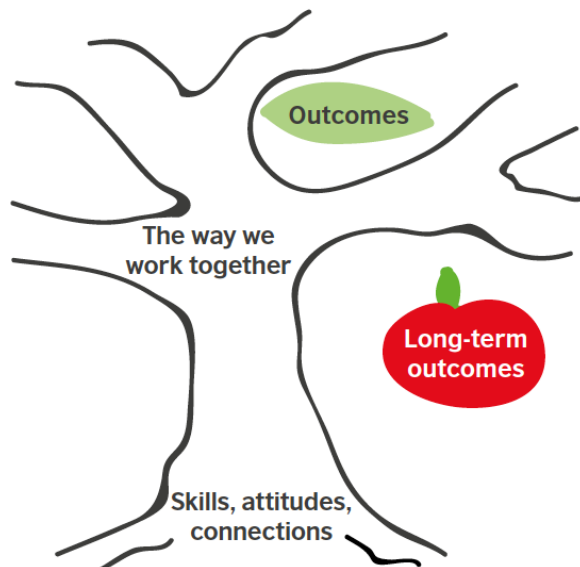 Outcomes
The way we
work together
Long-term
outcomes
Skills, attitudes,
connections